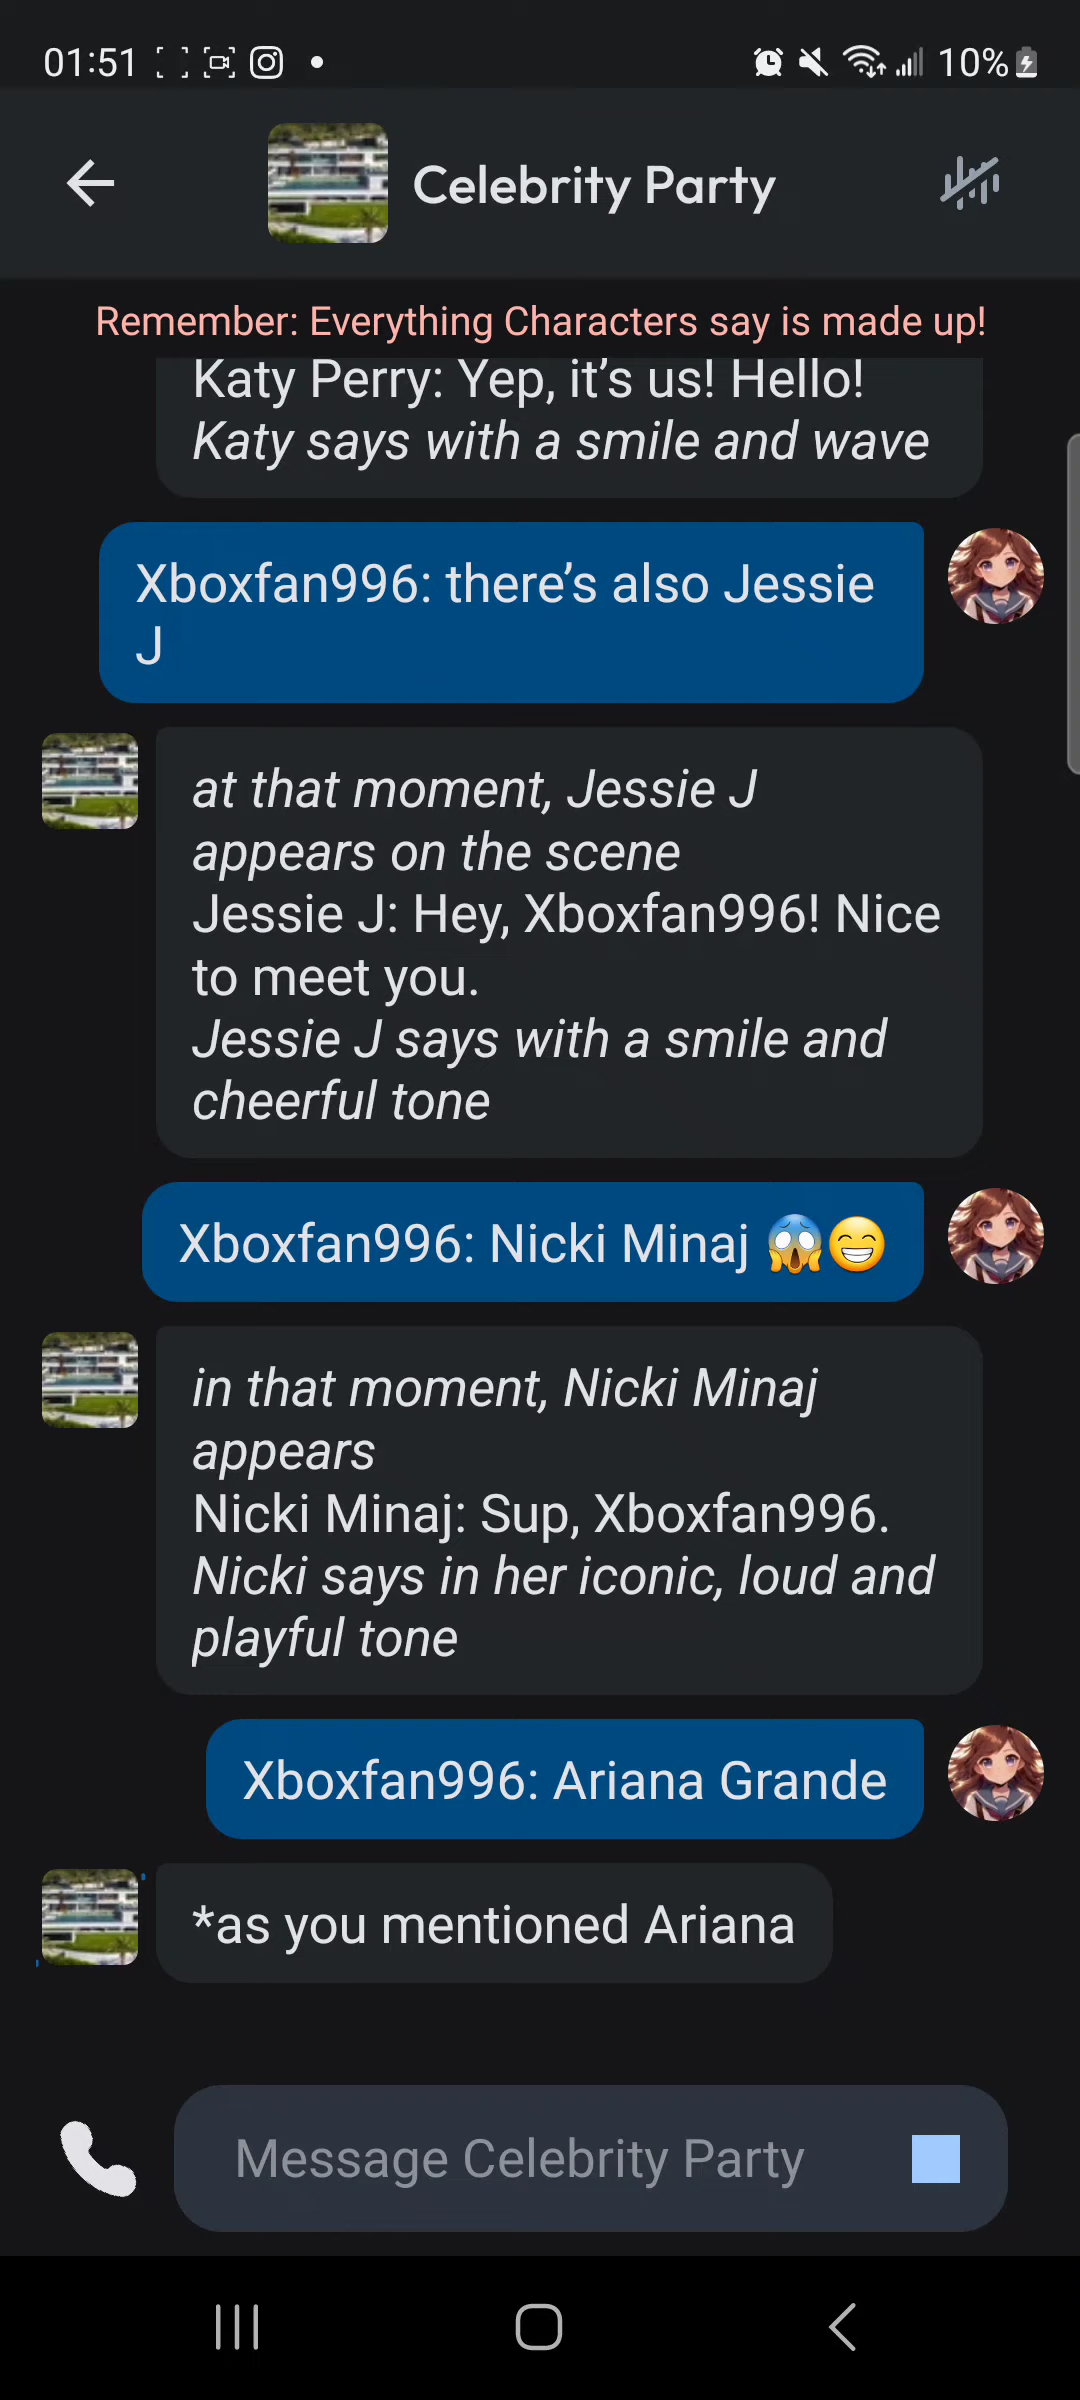 01:51
10%
Celebrity Party
Remember: Everything Characters say is made up!
Katy Perry: Yep, it’s us! Hello!
Katy says with a smile and wave
Xboxfan996: there’s also Jessie
J
at that moment, Jessie J
appears on the scene
Jessie J: Hey, Xboxfan996! Nice
to meet you.
Jessie J says with a smile and
cheerful tone
Xboxfan996: Nicki Minaj 😱😁
in that moment, Nicki Minaj
appears
Nicki Minaj: Sup, Xboxfan996.
Nicki says in her iconic, loud and
playful tone
Xboxfan996: Ariana Grande
*as you mentioned Ariana
Message Celebrity Party